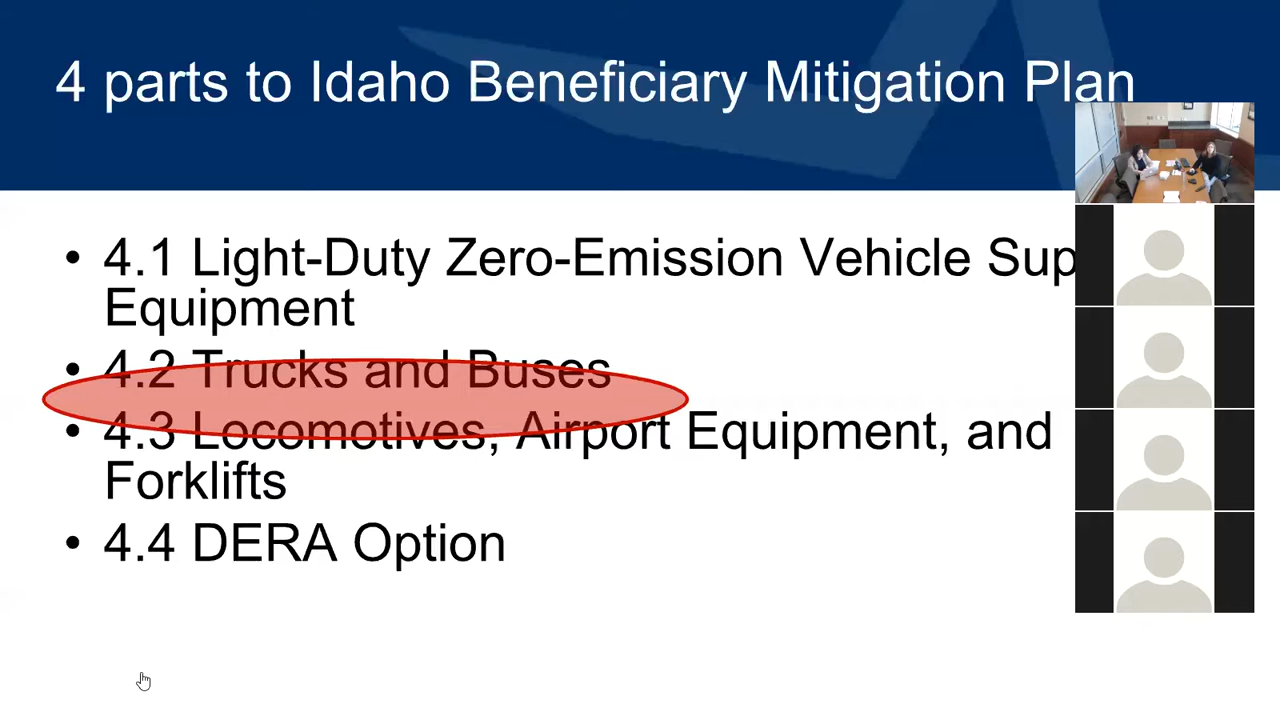 4 parts to Idaho Beneficiary Mitigation Plan
• 4.1 Light-Duty Zero-Emission Vehicle Sup
Equipment
• 4.2 Trucks and Buses
• 4.3 Locomotives, Airport Equipment, and
Forklifts
• 4.4 DERA Option